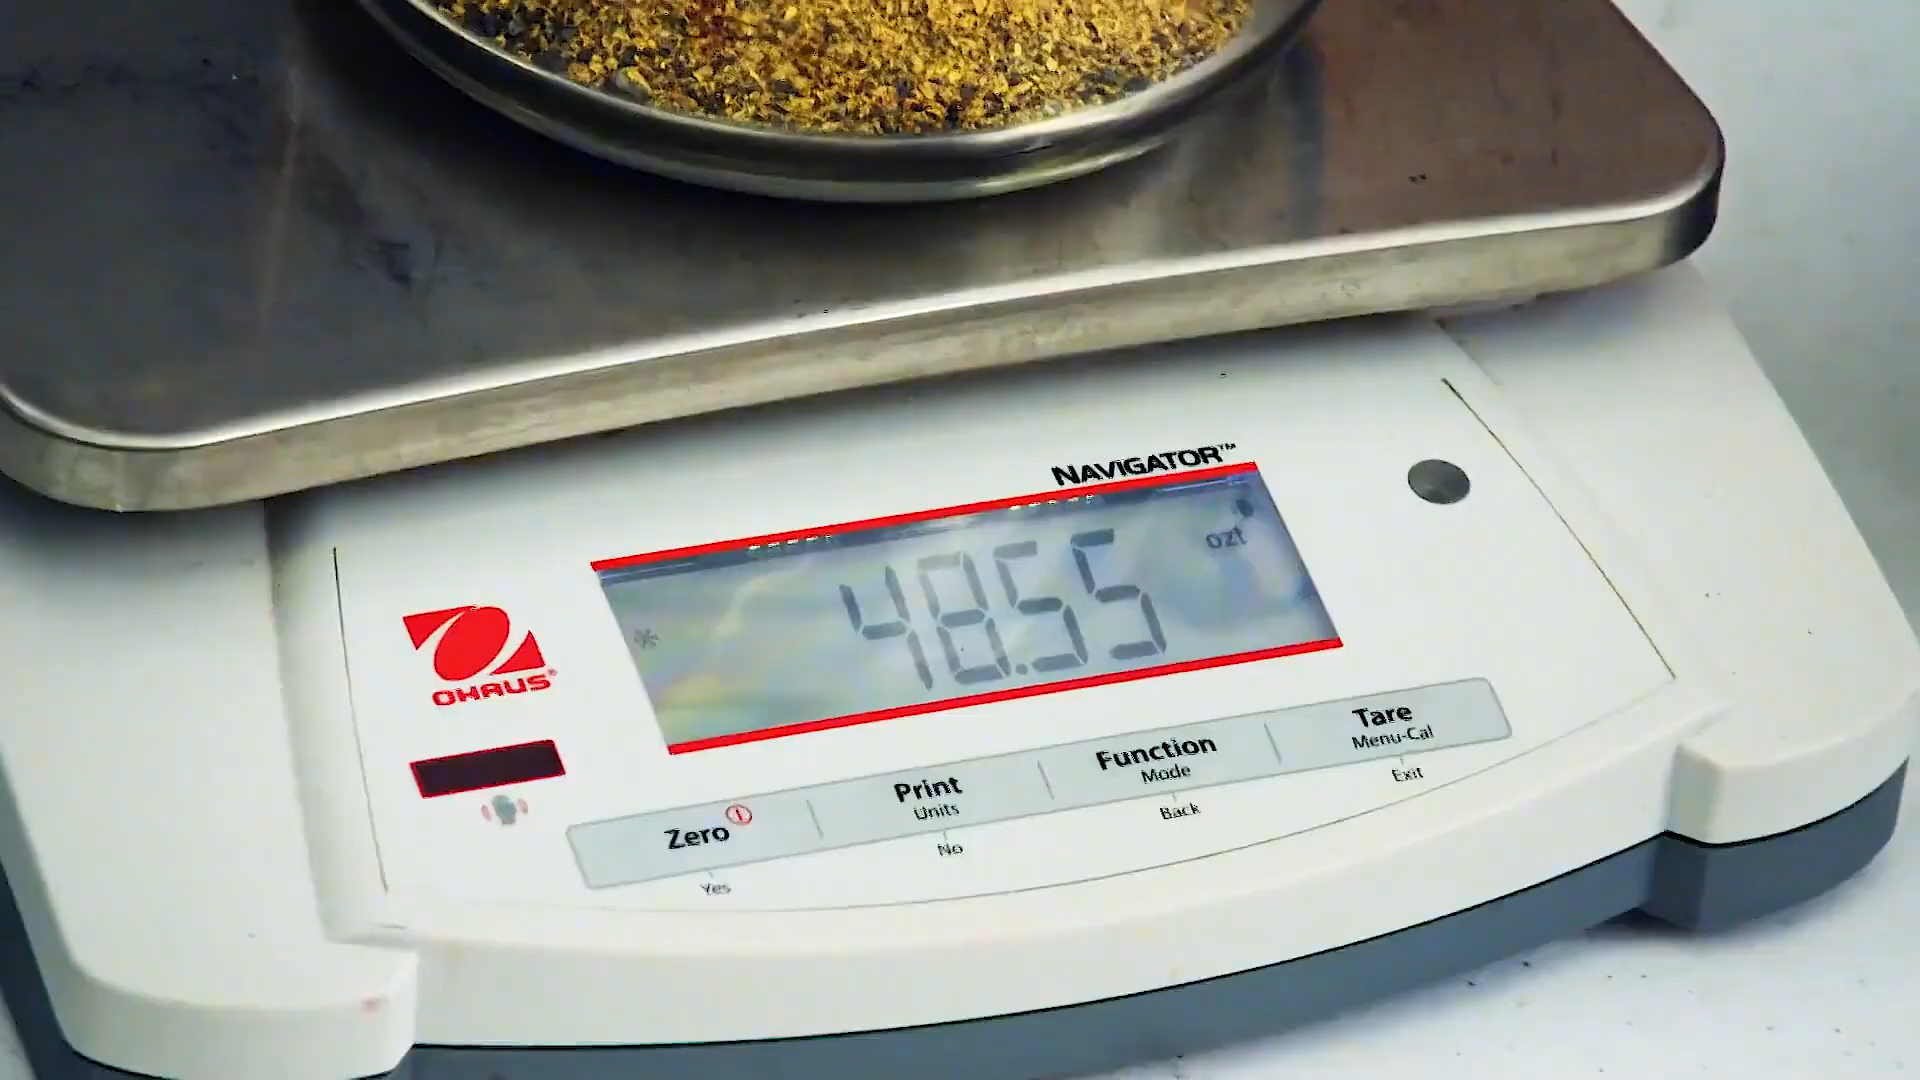 NAVIGATOR™
ozt
*
48.55
OHAUS®
Tare
Menu-Cal
Exit
Function
Mode
Back
Print
Units
No
Zero
Yes